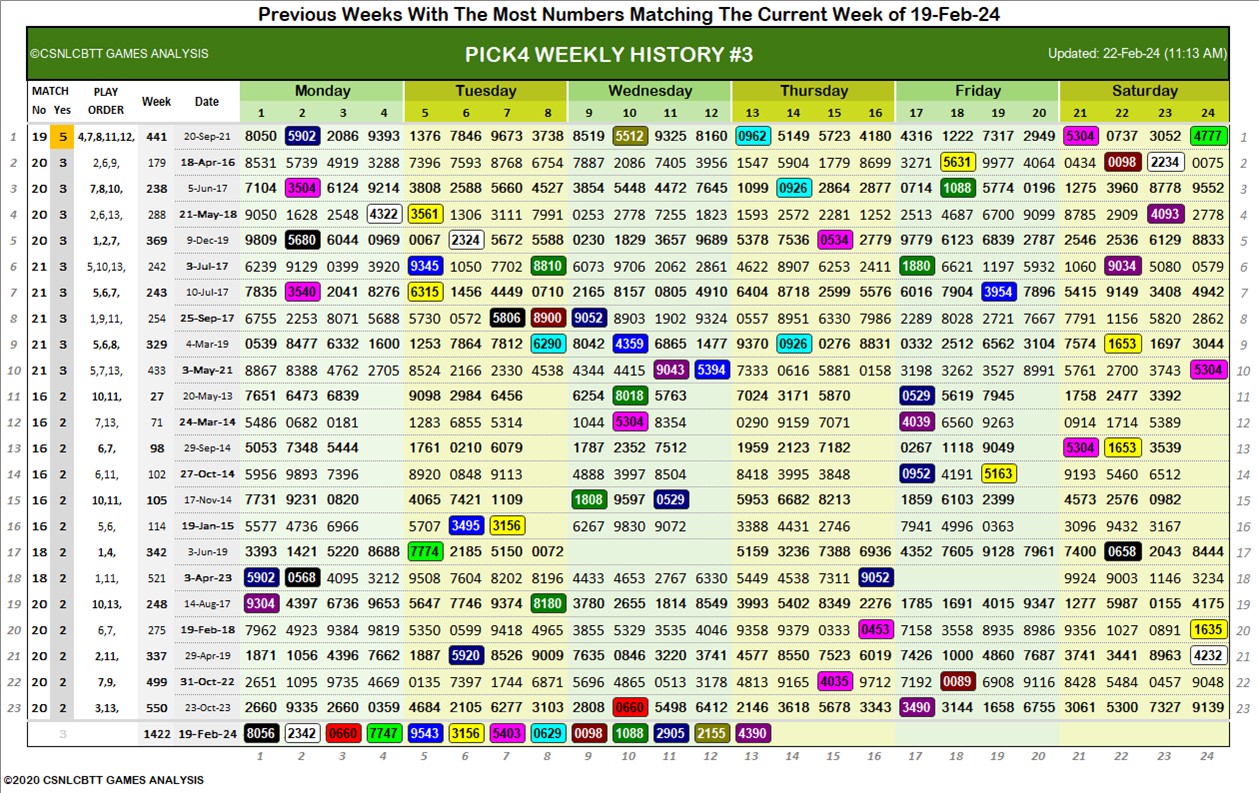 Previous Weeks With The Most Numbers Matching The Current Week of 19-Feb-24
©CSNLCBTT GAMES ANALYSIS PICK4 WEEKLY HISTORY #3 Updated: 22-Feb-24 (11:13 AM)
MATCH PLAY Week Date Monday Tuesday Wednesday Thursday Friday Saturday
No Yes ORDER 1 2 3 4 5 6 7 8 9 10 11 12 13 14 15 16 17 18 19 20 21 22 23 24
1 19 5 4,7,8,11,12, 441 20-Sep-21 8050 5902 2086 9393 1376 7846 9673 3738 8519 5512 9325 8160 0962 5149 5723 4180 4316 1222 7317 2949 5304 0737 3052 4777 1
2 20 3 2,6,9, 179 18-Apr-16 8531 5739 4919 3288 7396 7593 8768 6754 7887 2086 7405 3956 1547 5904 1779 8699 3271 5631 9977 4064 0434 0098 2234 0075 2
3 20 3 7,8,10, 238 5-Jun-17 7104 3504 6124 9214 3808 2588 5660 4527 3854 5448 4472 7645 1099 0926 2864 2877 0714 1088 5774 0196 1275 3960 8778 9552 3
4 20 3 2,6,13, 288 21-May-18 9050 1628 2548 4322 3561 1306 3111 7991 0253 2778 7255 1823 1593 2572 2281 1252 2513 4687 6700 9099 8785 2909 4093 2778 4
5 20 3 1,2,7, 369 9-Dec-19 9809 5680 6044 0969 0067 2324 5672 5588 0230 1829 3657 9689 5378 7536 0534 2779 9779 6123 6839 2787 2546 2536 6129 8833 5
6 21 3 5,10,13, 242 3-Jul-17 6239 9129 0399 3920 9345 1050 7702 8810 6073 9706 2082 2861 4622 8907 6253 2411 1880 6621 1197 5932 1060 9034 5080 0579 6
7 21 3 5,6,7, 243 10-Jul-17 7835 3540 2041 8276 6315 1456 4449 0710 2165 8157 0805 4910 3404 8718 2599 5576 6016 7904 3954 7896 5415 9149 3408 4942 7
8 21 3 1,9,11, 254 25-Sep-17 6755 2253 8071 5688 5730 0572 5806 8900 9052 8903 1902 9324 0557 8951 6330 7986 2289 8028 2721 7667 7791 1156 5820 2862 8
9 21 3 5,6,8, 329 4-Mar-19 0539 8477 6332 1600 1253 7864 7812 6290 8042 4359 6865 1477 9370 0926 0276 8831 0332 2512 6562 3104 7574 1653 1697 3044 9
10 21 3 5,7,13, 433 3-May-21 8867 8388 4762 2705 8524 2166 2333 4538 4344 4415 9043 5394 7333 0616 5881 0158 3198 3262 3527 8991 5761 2700 3743 5304 10
11 16 2 10,11, 27 20-May-13 7651 6473 6839 9098 2984 6456 6254 8018 5763 7024 3171 5870 0529 5619 7945 1758 2477 3392 11
12 16 2 7,13, 71 24-Mar-14 5486 0682 0181 1283 6855 5314 1044 5304 8354 0290 9159 7071 4039 6560 9263 0914 1714 5389 12
13 16 2 6,7, 98 29-Sep-14 5053 7348 5444 1761 0210 6079 1787 2352 7512 1959 2123 7182 0267 1118 9049 5304 1653 3539 13
14 16 2 6,11, 102 27-Oct-14 5956 9893 7396 8920 0848 9113 4888 3997 8504 8418 3995 3848 0952 4191 5163 9193 5460 6512 14
15 16 2 10,11, 105 17-Nov-14 7731 9231 0820 4065 7421 1109 1808 9597 0529 5953 6682 8213 1859 6103 2399 4573 2576 0982 15
16 16 2 5,6, 114 19-Jan-15 5577 4736 6966 5707 3495 3156 6267 9830 9072 3388 4431 2746 7941 4996 0363 3096 9432 3167 16
17 18 2 1,4, 342 3-Jun-19 3393 1421 5220 8688 7774 2185 5150 0072 5159 3236 7388 6936 4352 7605 9128 7961 7400 0658 2043 8444 17
18 18 2 1,11, 521 3-Apr-23 5902 0568 4095 3212 9508 7604 8202 8196 4433 4653 2767 6330 5449 4538 7311 9052 9924 9003 1146 3234 18
19 20 2 10,13, 248 14-Aug-17 9304 4397 6736 9653 5647 7746 9374 8180 3780 2655 1814 8549 3993 5402 8349 2276 1785 1691 4015 9347 1277 5987 0155 4175 19
20 20 2 6,7, 275 19-Feb-18 7962 4923 9384 9819 5350 0599 9418 4965 3855 1329 3535 4046 9358 9379 0333 0453 7158 3558 8935 8986 9356 1027 0891 1635 20
21 20 2 2,11, 337 29-Apr-19 1871 1056 4396 7662 1887 5920 8528 9009 7635 0846 3220 3741 4577 8550 7523 6019 7426 1000 4860 7687 3741 3441 8963 4232 21
22 20 2 7,9, 499 31-Oct-22 2651 1095 9735 4669 0135 7397 1744 6871 5696 4865 0513 3178 4813 9165 4035 9712 7192 0089 6908 9116 8428 5484 0457 9048 22
23 20 2 3,13, 550 23-Oct-23 2660 9335 2660 0359 4684 2105 6277 3103 2808 0660 5498 6412 2146 3618 5678 3343 3490 3144 1658 6755 3061 5300 7327 9139 23
3 1422 19-Feb-24 8056 2342 0660 7747 9543 3156 5403 0629 0098 1088 2905 2155 4390
1 2 3 4 5 6 7 8 9 10 11 12 13 14 15 16 17 18 19 20 21 22 23 24
©2020 CSNLCBTT GAMES ANALYSIS